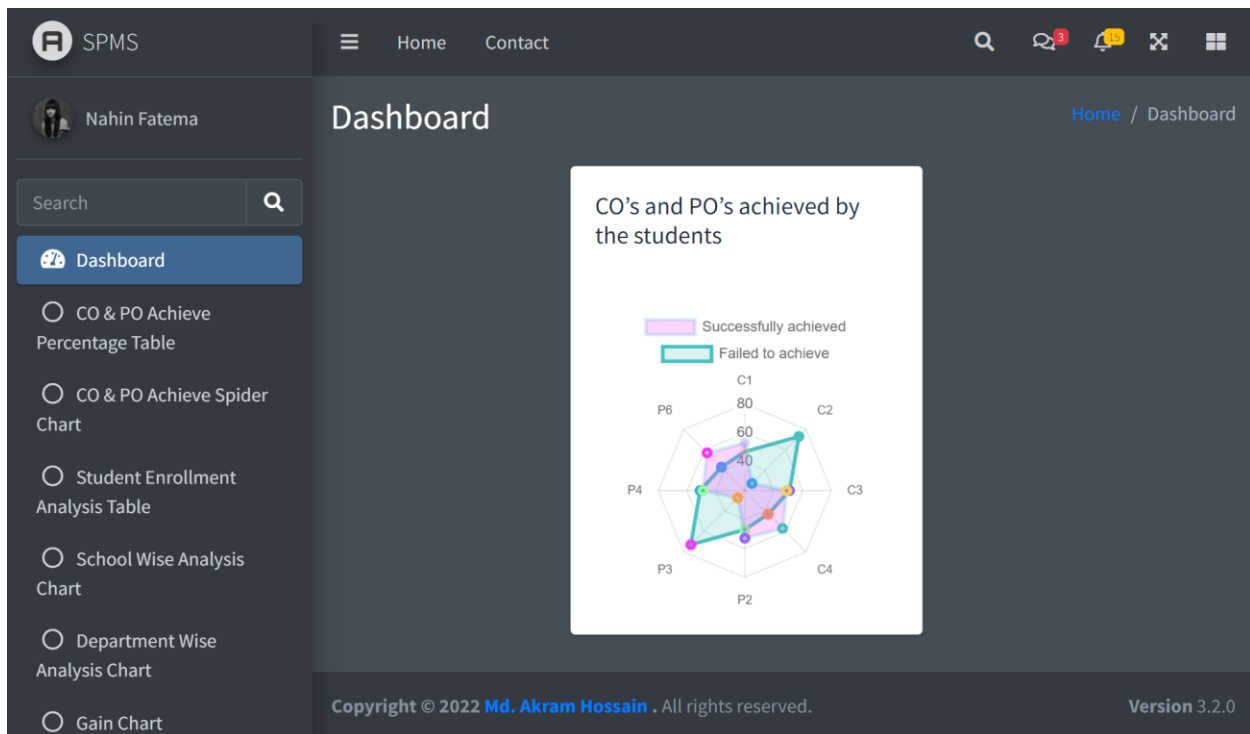 SPMS
Home Contact
3
15
Nahin Fatema
Dashboard
Home / Dashboard
Search
Dashboard
CO & PO Achieve
Percentage Table
CO & PO Achieve Spider
Chart
Student Enrollment
Analysis Table
School Wise Analysis
Chart
Department Wise
Analysis Chart
Gain Chart
CO’s and PO’s achieved by
the students
Successfully achieved
Failed to achieve
C1
80
P6
C2
60
40
P4
C3
P3
C4
P2
Copyright © 2022 Md. Akram Hossain . All rights reserved.
Version 3.2.0